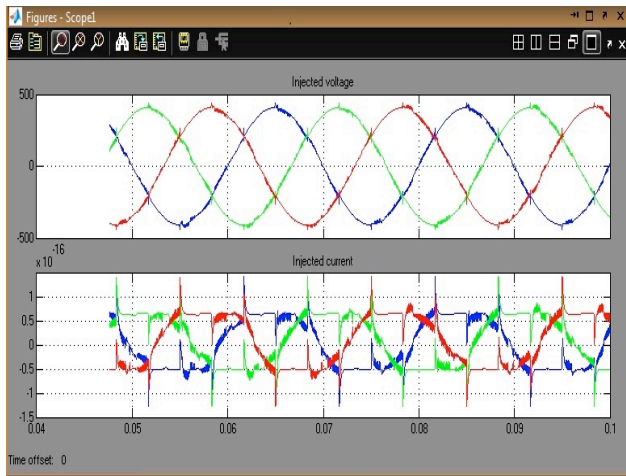 Figures - Scope1
Injected voltage
500
0
-500
-16
x 10
Injected current
1
0.5
0
-0.5
-1
-1.5
0.04 0.05 0.06 0.07 0.08 0.09 0.1
Time offset: 0